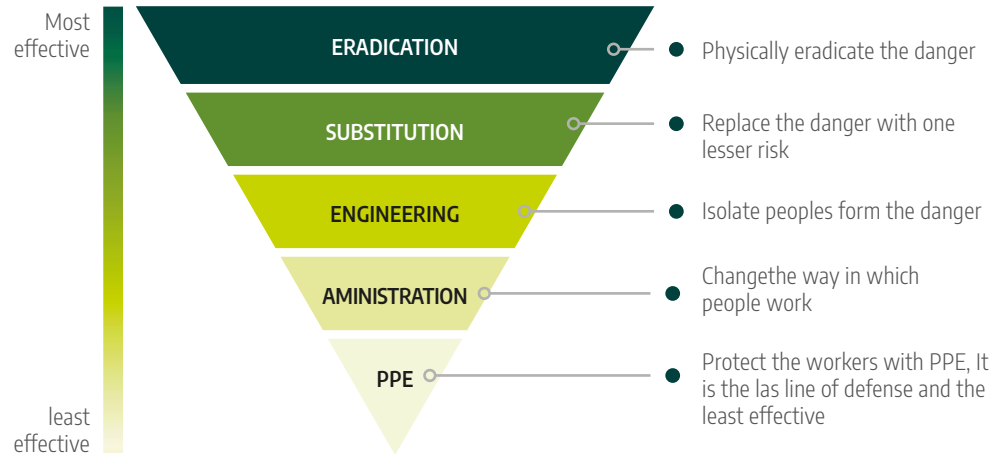 Most
effective
ERADICATION
Physically eradicate the danger
SUBSTITUTION
Replace the danger with one
lesser risk
ENGINEERING
Isolate peoples form the danger
AMINISTRATION
Changethe way in which
people work
PPE
Protect the workers with PPE, It
is the las line of defense and the
least effective
least
effective